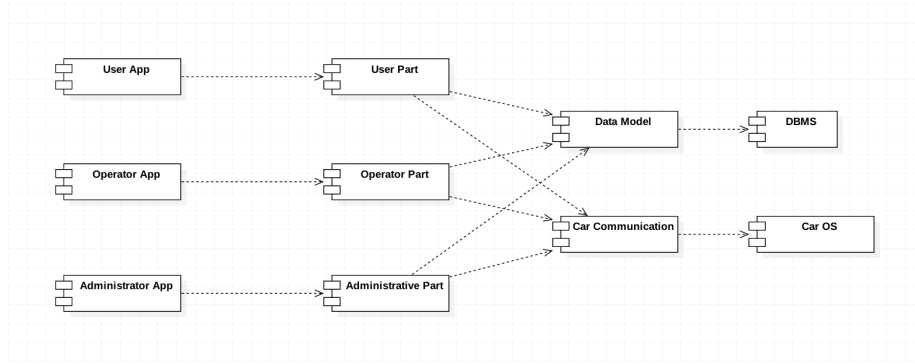 User App
User Part
Data Model
DBMS
Operator App
Operator Part
Car Communication
Car OS
Administrator App
Administrative Part